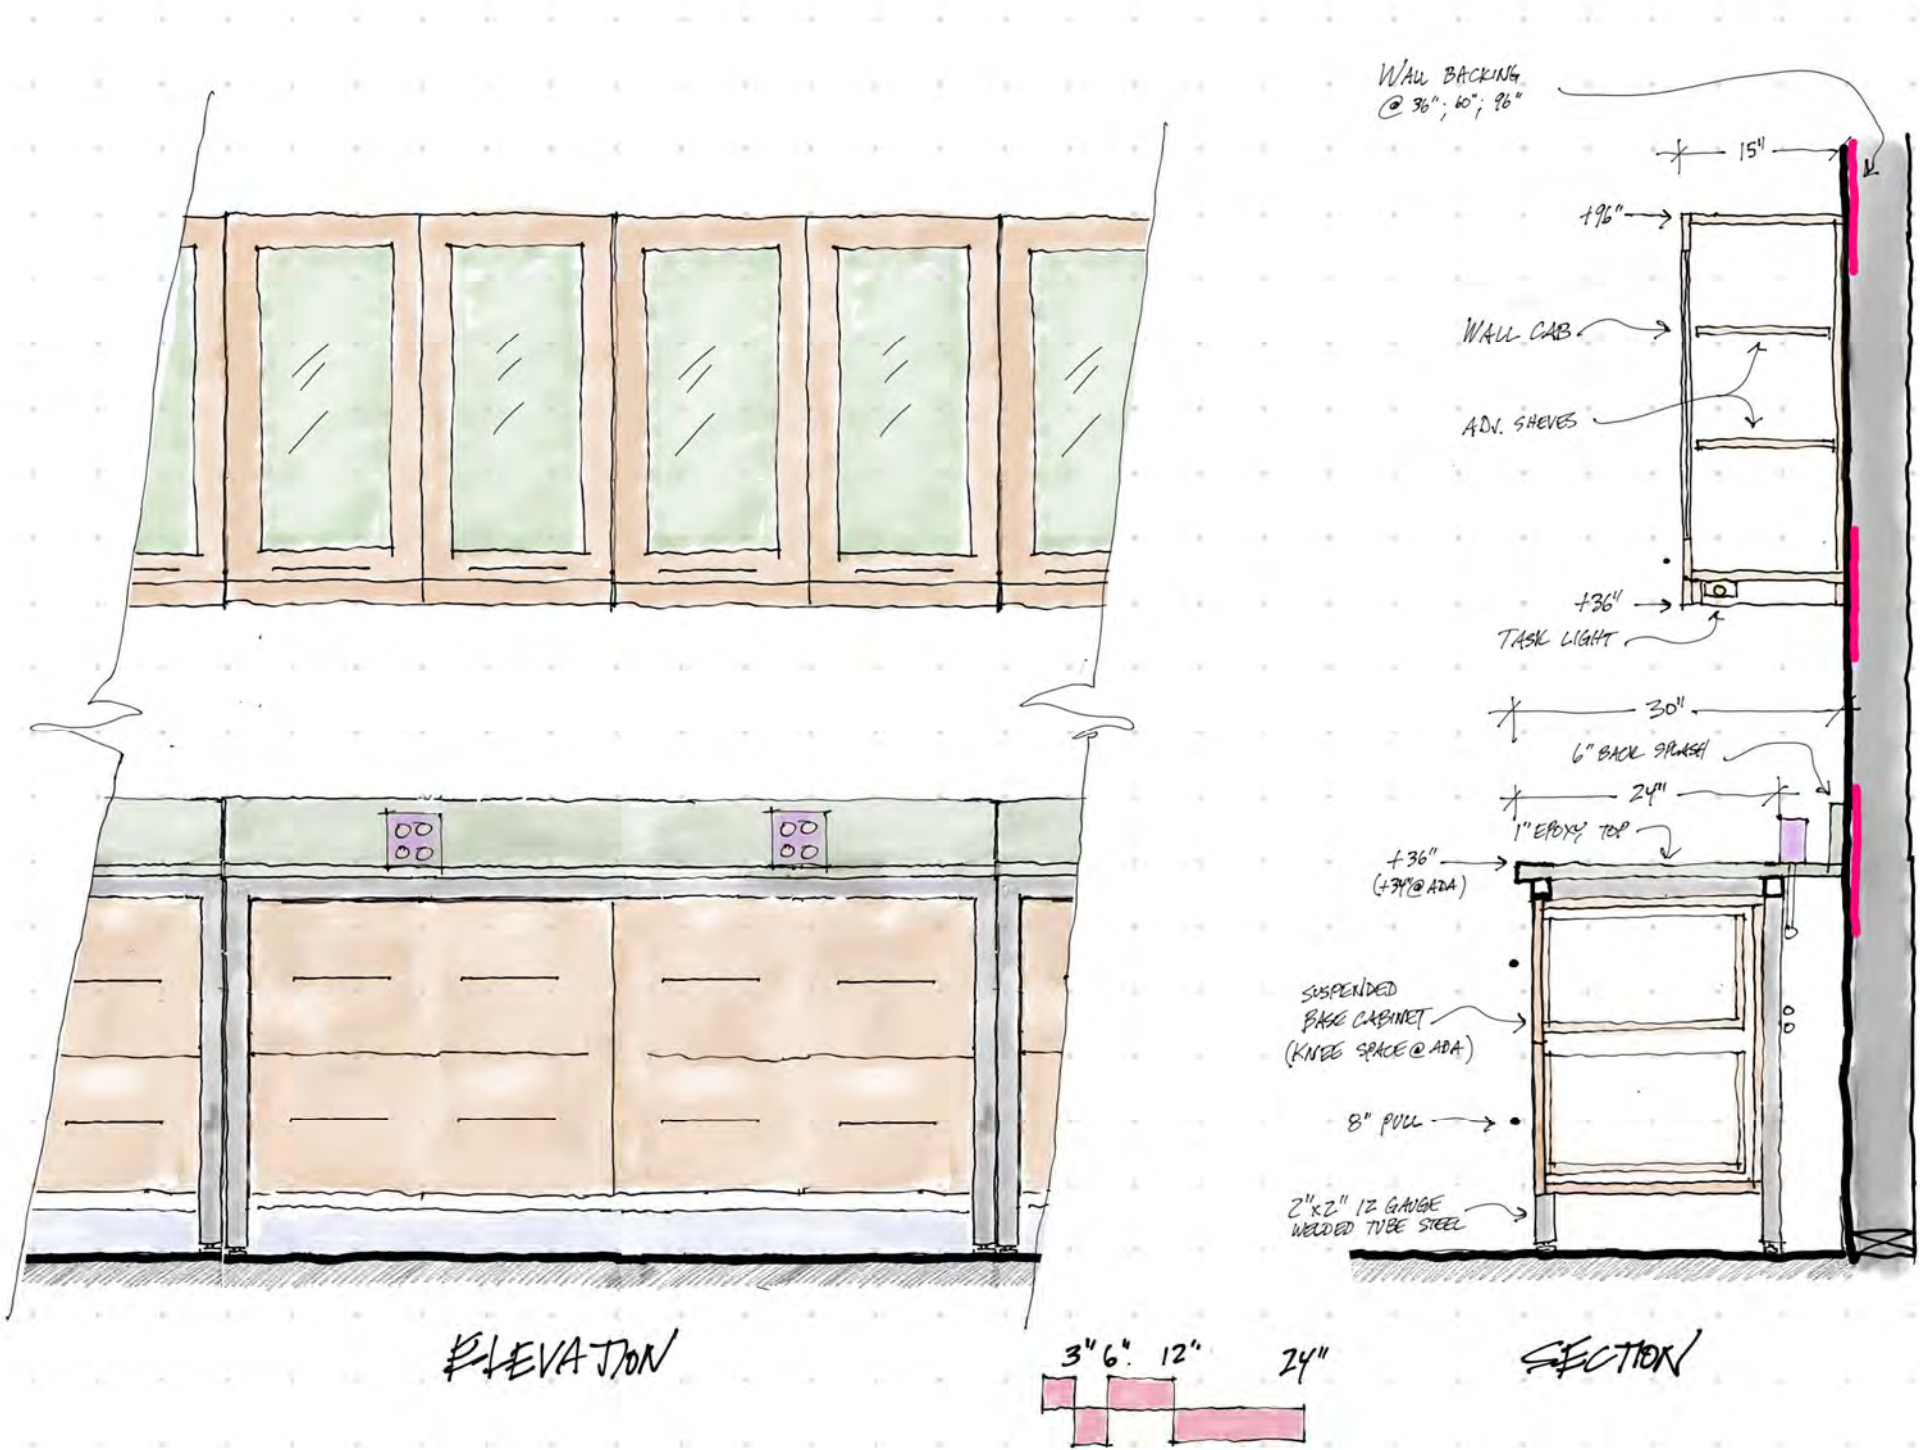 WALL BACKING
@ 36"; 60"; 96"
15"
+96"
WALL CAB
ADJ. SHEVES
+36"
TASK LIGHT
30"
6" BACK SPLASH
24"
1" EPOXY TOP
+36"
(+34"@ADA)
SUSPENDED
BASE CABINET
(KNEE SPACE @ ADA)
8" PULL
2"x2" 12 GAUGE
WELDED TUBE STEEL
ELEVATION
3" 6" 12" 24"
SECTION